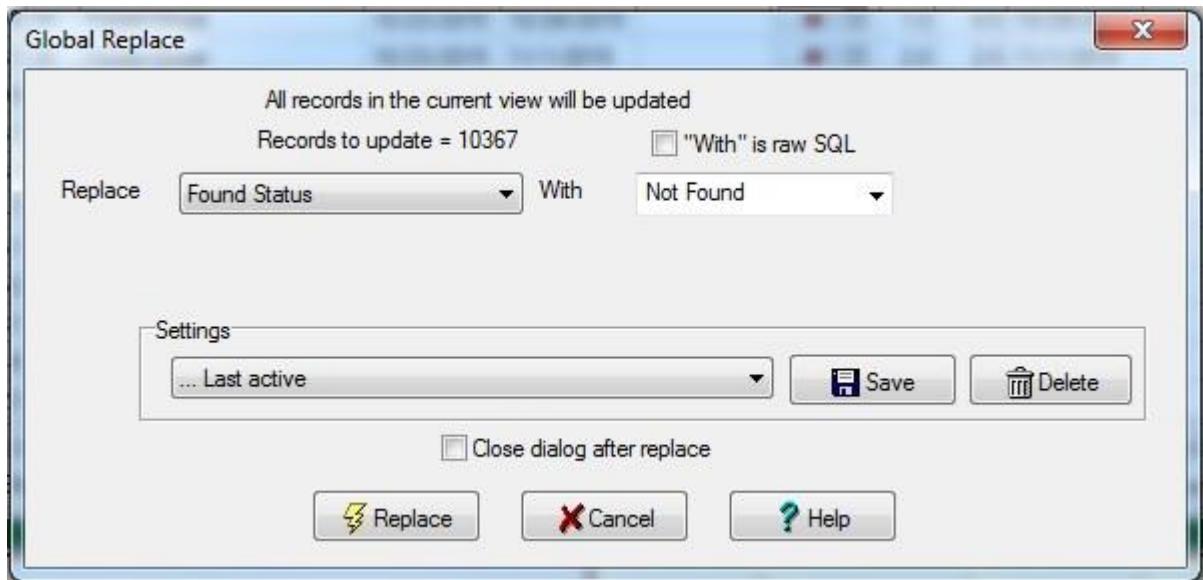 Global Replace
All records in the current view will be updated
Records to update = 10367
"With" is raw SQL
Replace Found Status With Not Found
Settings
... Last active Save Delete
Close dialog after replace
Replace Cancel Help